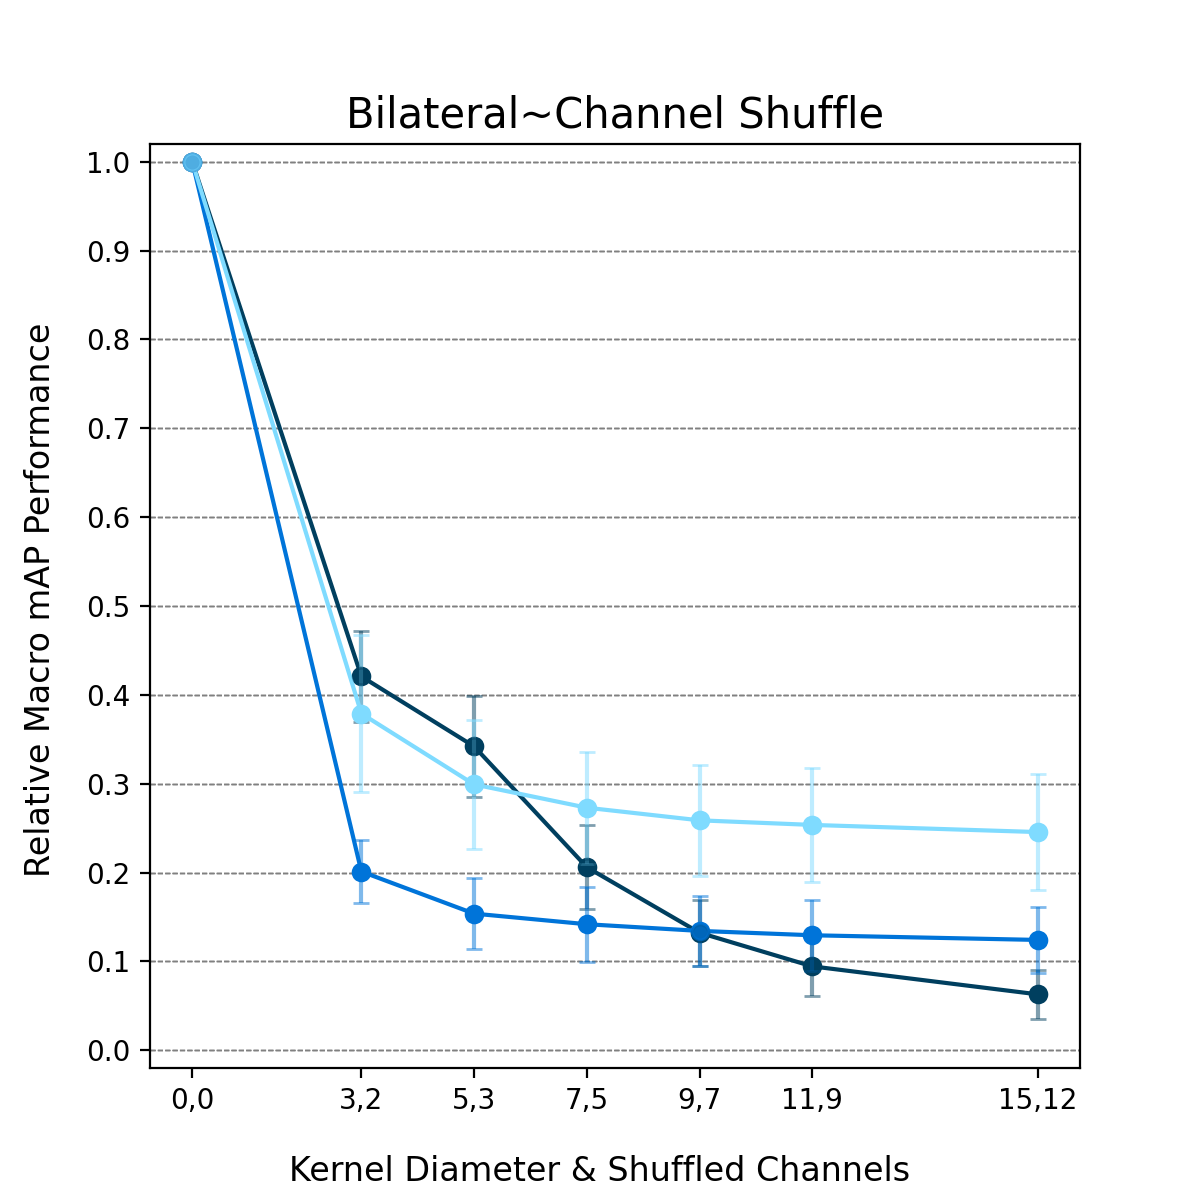 Bilateral~Channel Shuffle
Relative Macro mAP Performance
1.0
0.9
0.8
0.7
0.6
0.5
0.4
0.3
0.2
0.1
0.0
0,0 3,2 5,3 7,5 9,7 11,9 15,12
Kernel Diameter & Shuffled Channels